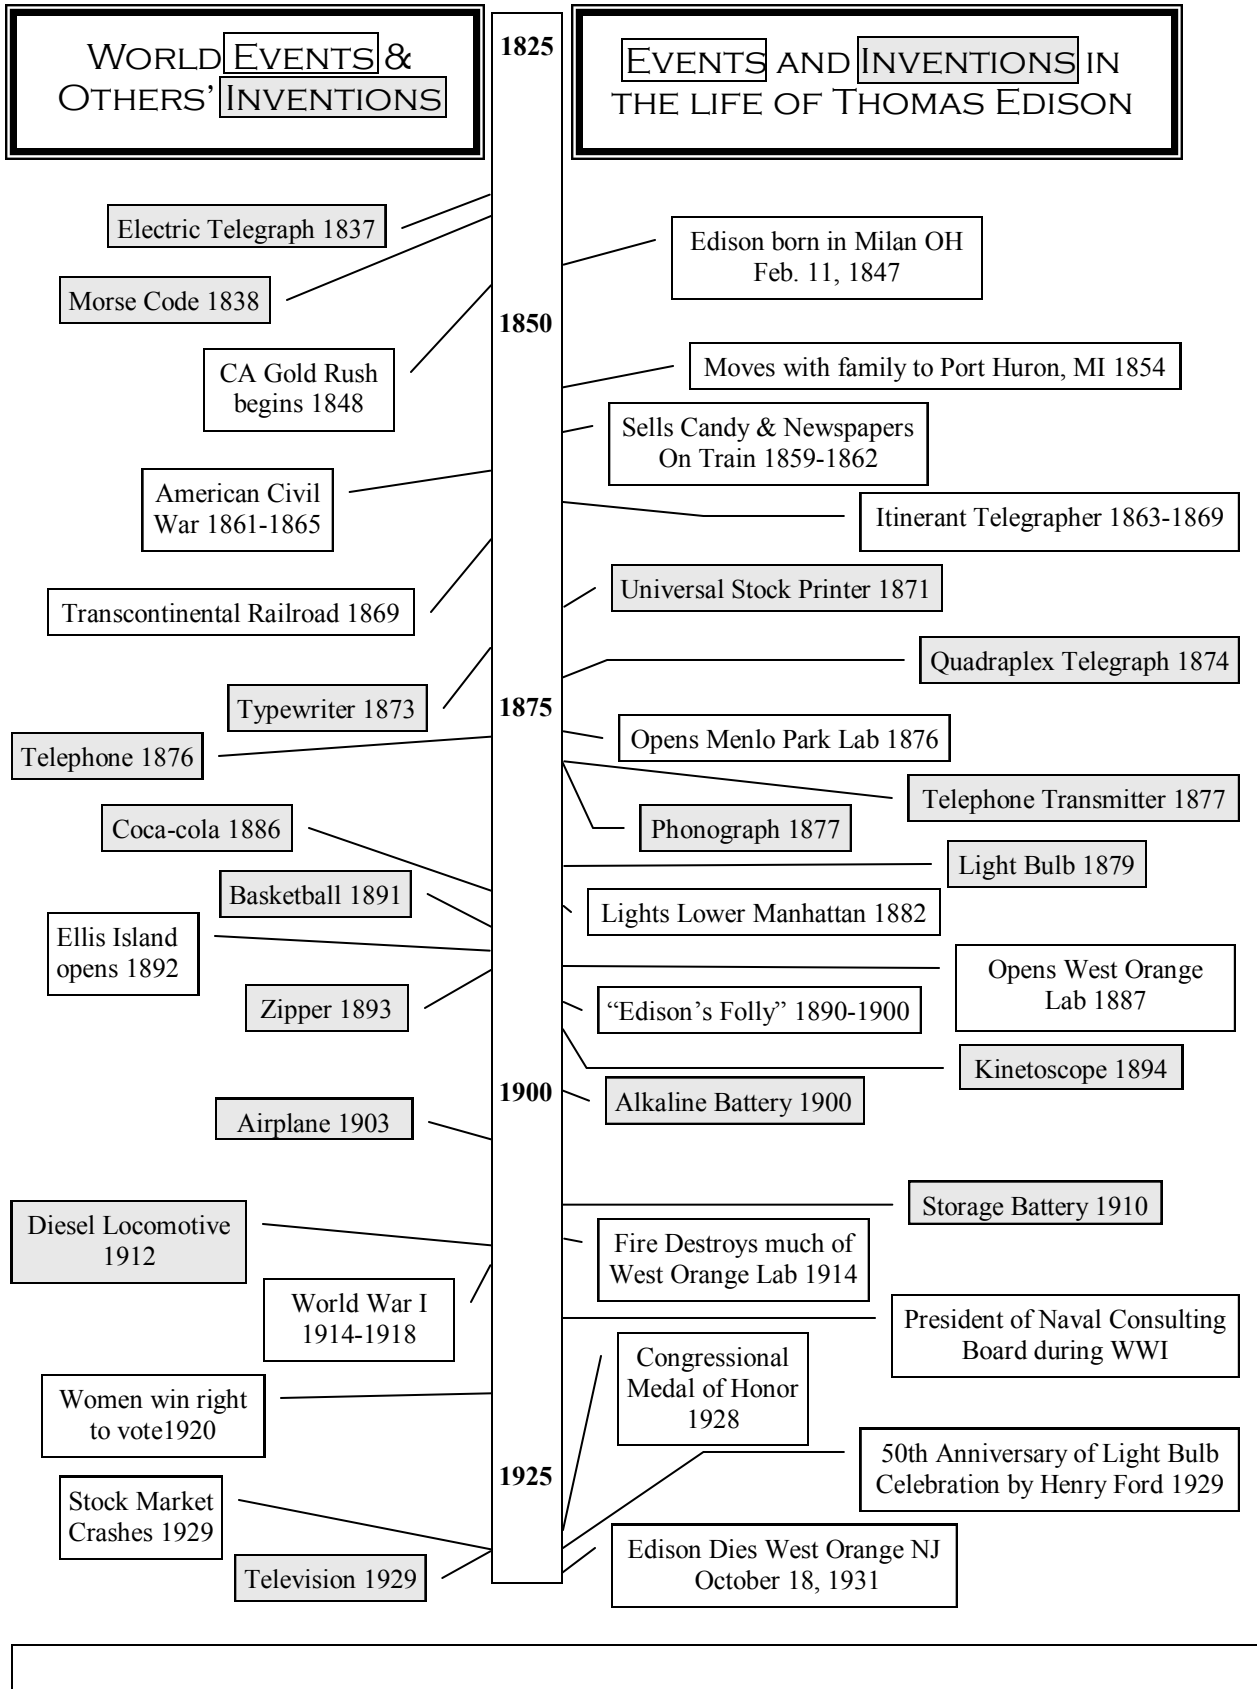 WORLD EVENTS &
OTHERS' INVENTIONS
1825
EVENTS AND INVENTIONS IN
THE LIFE OF THOMAS EDISON
Electric Telegraph 1837
Morse Code 1838
CA Gold Rush
begins 1848
American Civil
War 1861-1865
Transcontinental Railroad 1869
Typewriter 1873
Telephone 1876
Coca-cola 1886
Basketball 1891
Ellis Island
opens 1892
Zipper 1893
Airplane 1903
Diesel Locomotive
1912
World War I
1914-1918
Women win right
to vote1920
Stock Market
Crashes 1929
Television 1929
1850
1875
1900
1925
Edison born in Milan OH
Feb. 11, 1847
Moves with family to Port Huron, MI 1854
Sells Candy & Newspapers
On Train 1859-1862
Itinerant Telegrapher 1863-1869
Universal Stock Printer 1871
Quadraplex Telegraph 1874
Opens Menlo Park Lab 1876
Telephone Transmitter 1877
Phonograph 1877
Light Bulb 1879
Lights Lower Manhattan 1882
Opens West Orange
Lab 1887
“Edison’s Folly” 1890-1900
Kinetoscope 1894
Alkaline Battery 1900
Storage Battery 1910
Fire Destroys much of
West Orange Lab 1914
President of Naval Consulting
Board during WWI
Congressional
Medal of Honor
1928
50th Anniversary of Light Bulb
Celebration by Henry Ford 1929
Edison Dies West Orange NJ
October 18, 1931